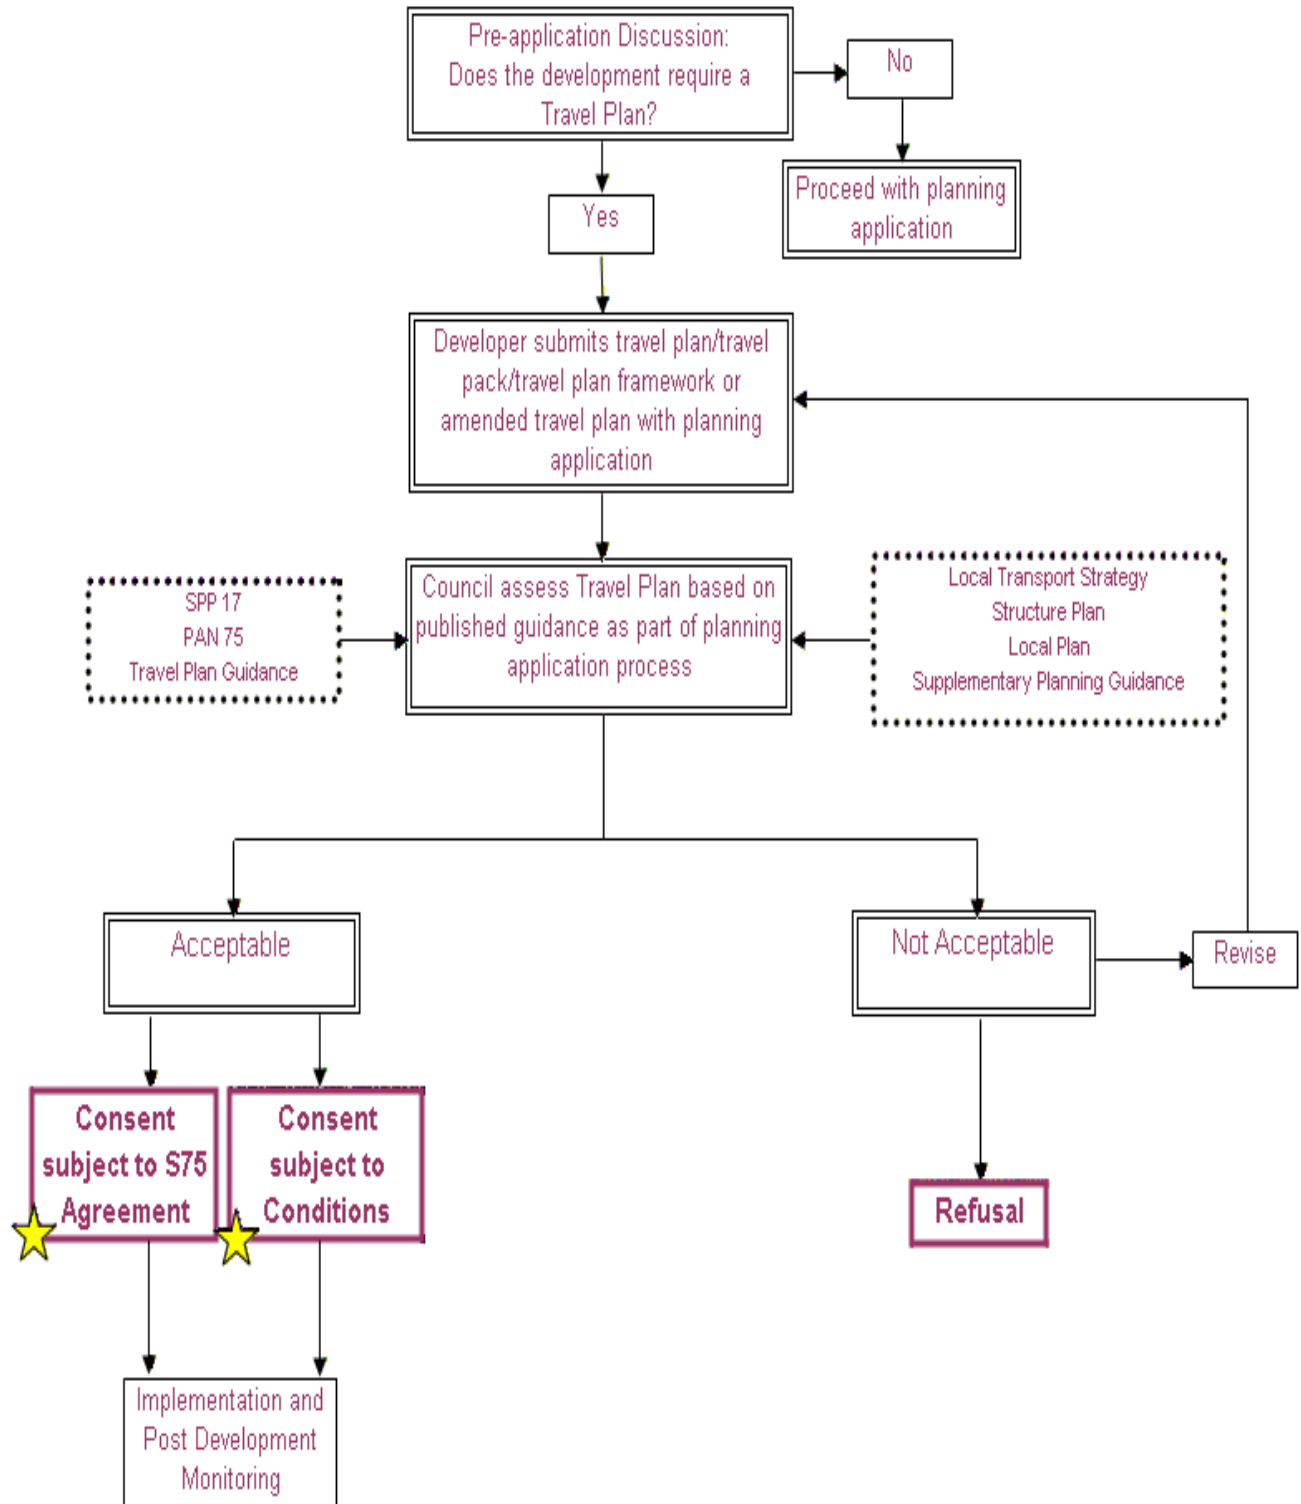 Pre-application Discussion:
Does the development require a
Travel Plan?
No
Proceed with planning
application
Yes
Developer submits travel plan/travel
pack/travel plan framework or
amended travel plan with planning
application
SPP 17
PAN 75
Travel Plan Guidance
Council assess Travel Plan based on
published guidance as part of planning
application process
Local Transport Strategy
Structure Plan
Local Plan
Supplementary Planning Guidance
Acceptable
Not Acceptable
Revise
Consent
subject to S75
Agreement
Consent
subject to
Conditions
Refusal
Implementation and
Post Development
Monitoring